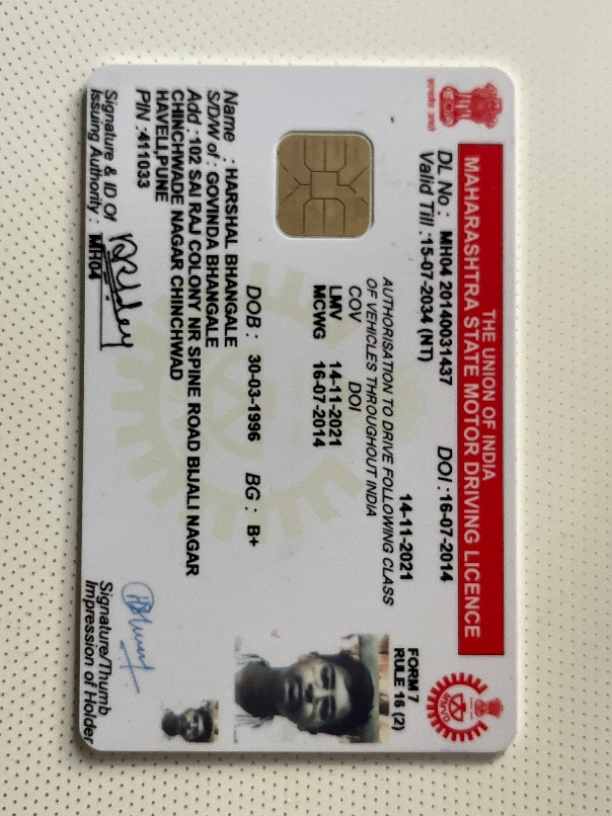 THE UNION OF INDIA
MAHARASHTRA STATE MOTOR DRIVING LICENCE
DL No : MH04 20140031437 DOI : 16-07-2014
Valid Till : 15-07-2034 (NT)
14-11-2021
FORM 7
RULE 16 (2)
AUTHORISATION TO DRIVE FOLLOWING CLASS
OF VEHICLES THROUGHOUT INDIA
COV DOI
LMV 14-11-2021
MCWG 16-07-2014
DOB : 30-03-1996 BG : B+
Name : HARSHAL BHANGALE
S/D/W of : GOVINDA BHANGALE
Add : 102 SAI RAJ COLONY NR SPINE ROAD BIJALI NAGAR
CHINCHWADE NAGAR CHINCHWAD
HAVELI,PUNE
PIN :411033
Signature & ID Of
Issuing Authority : MH04
Signature/Thumb
Impression of Holder